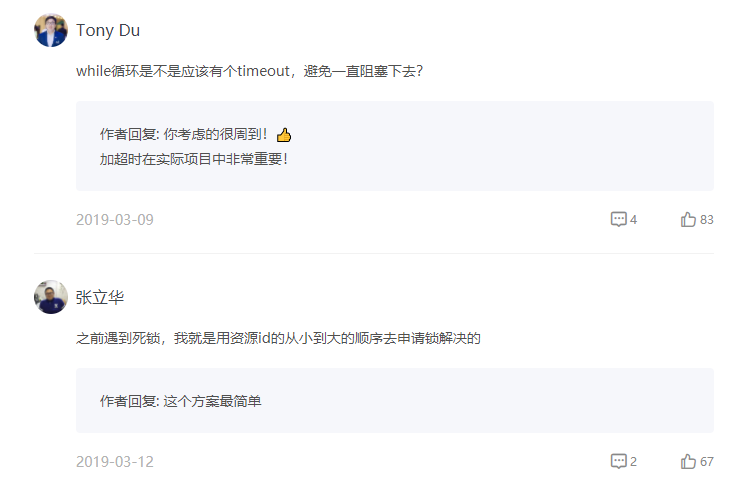 Tony Du
while循环是不是应该有个timeout，避免一直阻塞下去？
作者回复: 你考虑的很周到！👍
加超时在实际项目中非常重要！
2019-03-09
4
83
张立华
之前遇到死锁，我就是用资源id的从小到大的顺序去申请锁解决的
作者回复: 这个方案最简单
2019-03-12
2
67